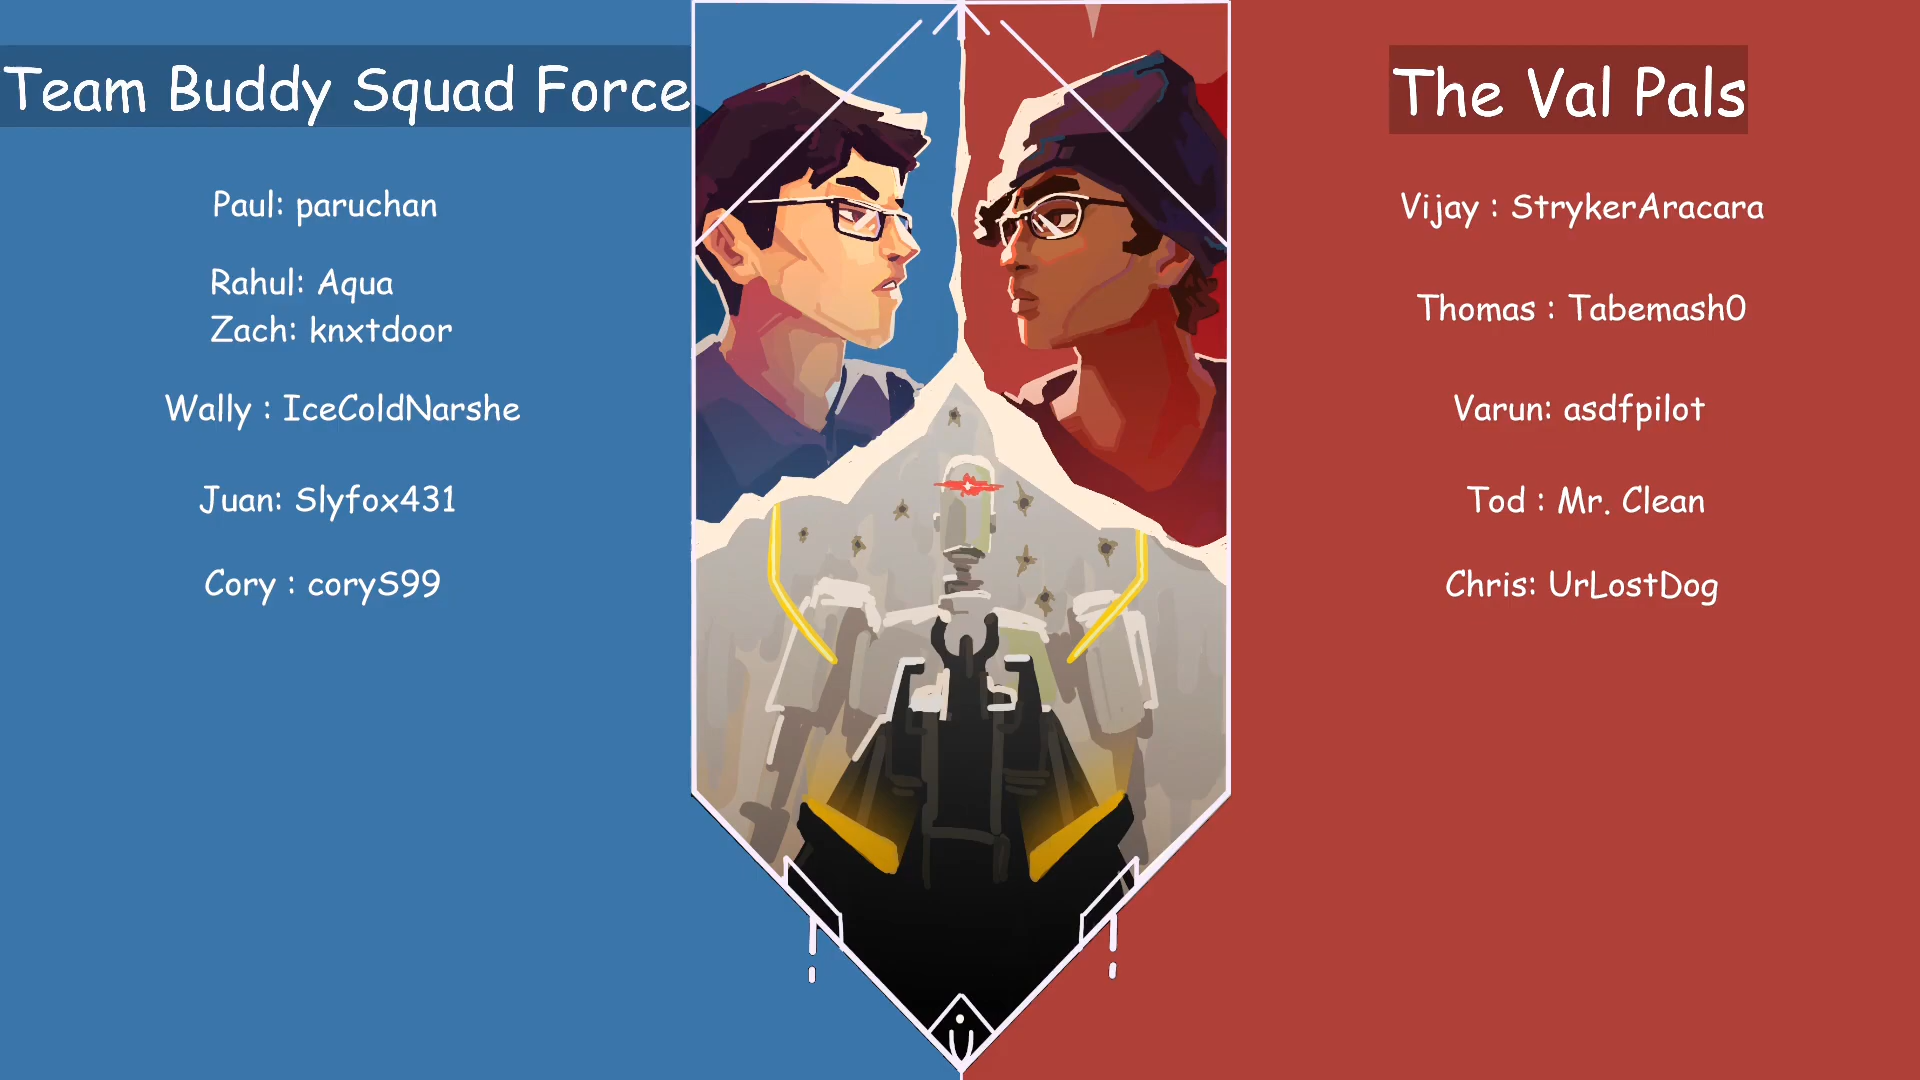 Team Buddy Squad Force
Paul: paruchan
Rahul: Aqua
Zach: knxtdoor
Wally : IceColdNarshe
Juan: Slyfox431
Cory : coryS99
The Val Pals
Vijay : StrykerAracara
Thomas : Tabemash0
Varun: asdfpilot
Tod : Mr. Clean
Chris: UrLostDog